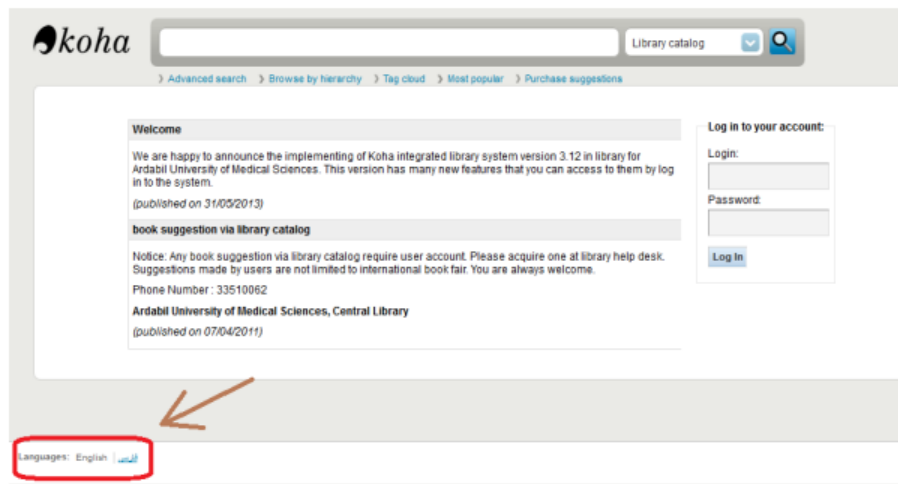 koha
Library catalog
Advanced search Browse by hierarchy Tag cloud Most popular Purchase suggestions
Welcome
We are happy to announce the implementing of Koha integrated library system version 3.12 in library for
Ardabil University of Medical Sciences. This version has many new features that you can access to them by log
in to the system.
(published on 31/05/2013)
book suggestion via library catalog
Notice: Any book suggestion via library catalog require user account. Please acquire one at library help desk.
Suggestions made by users are not limited to international book fair. You are always welcome.
Phone Number : 33510062
Ardabil University of Medical Sciences, Central Library
(published on 07/04/2011)
Log in to your account:
Login:
Password:
Log In
Languages: English | فارسی